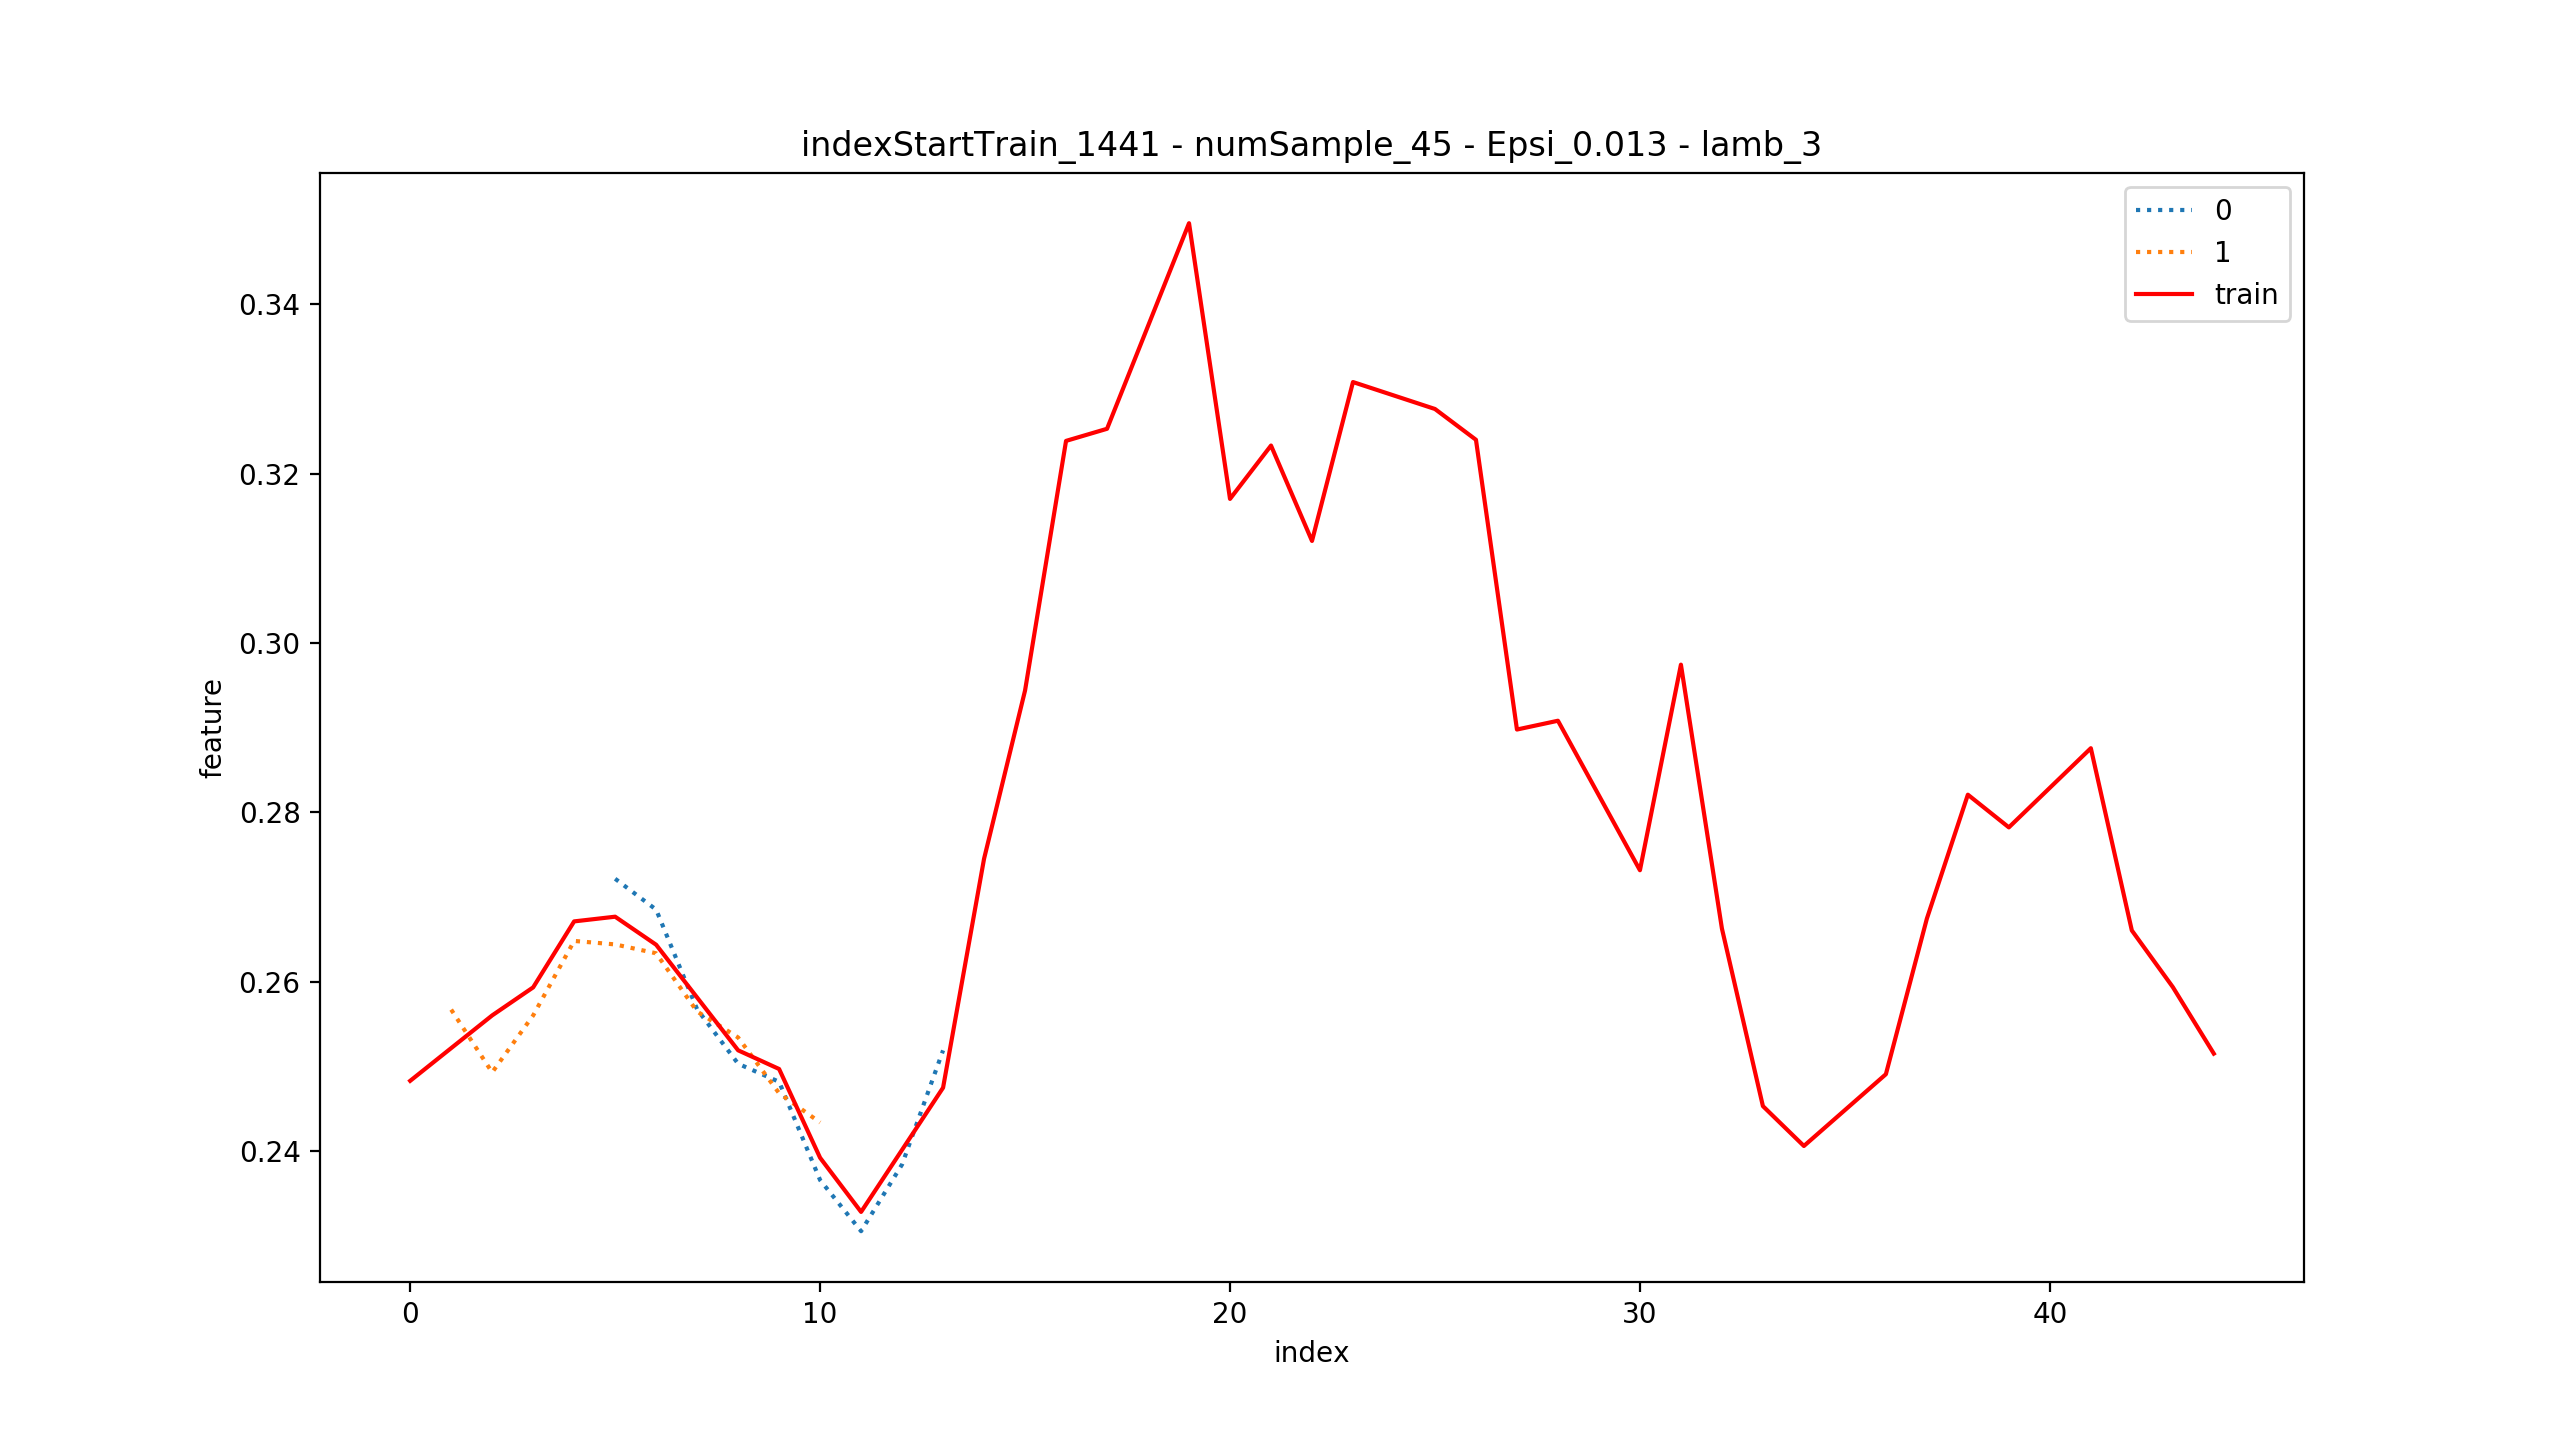 indexStartTrain_1441 - numSample_45 - Epsi_0.013 - lamb_3
0
1
train
0.34
0.32
0.30
0.28
0.26
0.24
feature
0 10 20 30 40
index